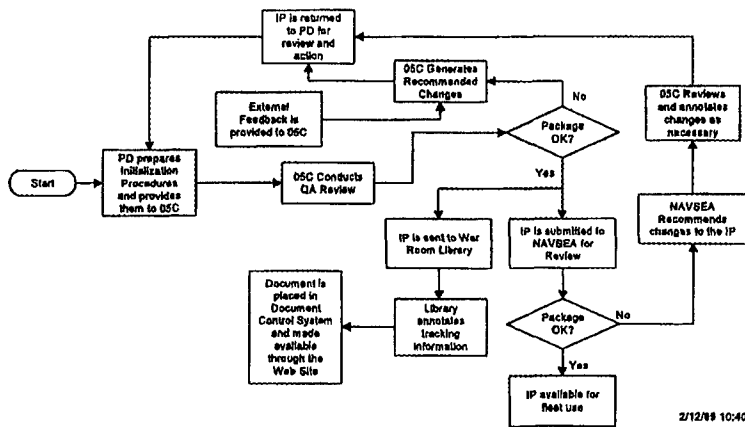 IP is returned
to PD for
review and
action
05C Generates
Recommended
Changes
No
External
Feedback is
provided to 05C
Package
OK?
05C Reviews
and annotates
changes as
necessary
Start
PD prepares
Initialization
Procedures
and provides
them to 05C
05C Conducts
QA Review
Yes
IP is sent to War
Room Library
IP is submitted to
NAVSEA for
Review
NAVSEA
Recommends
changes to the IP
Document is
placed in
Document
Control System
and made
available
through the
Web Site
Library
annotates
tracking
information
Package
OK?
No
Yes
IP available for
fleet use
10:40